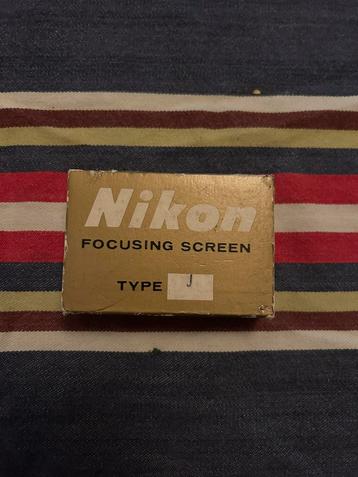 Nikon
FOCUSING SCREEN
TYPE J